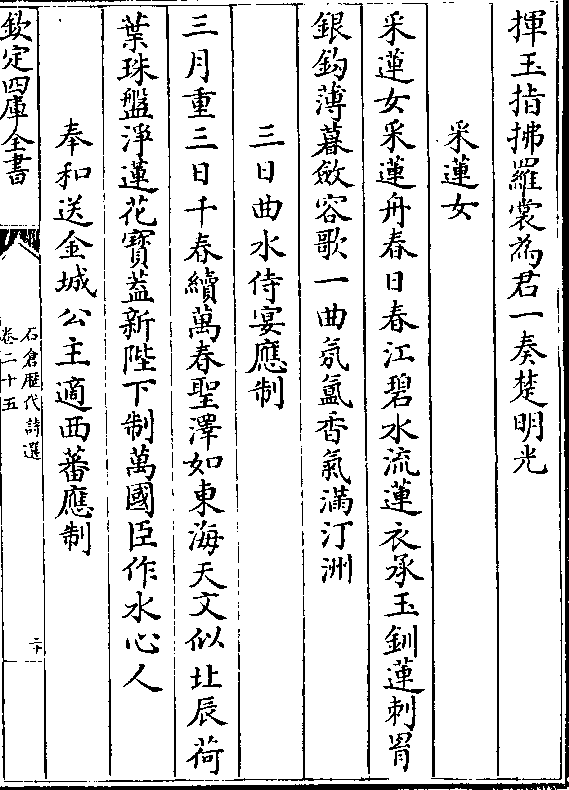 揮玉指拂羅裳為君一奏楚明光
采蓮女
采蓮女采蓮舟春日春江碧水流蓮衣承玉釧蓮刺罥
銀鈎薄暮斂容歌一曲氛氲香氣滿汀洲
三日曲水侍宴應制
三月重三日千春續萬春聖澤如東海天文似北辰荷
葉珠盤淨蓮花寶蓋新陛下制萬國臣作水心人
奉和送金城公主適西蕃應制
欽定四庫全書
石倉歴代詩選
卷二十五
二十